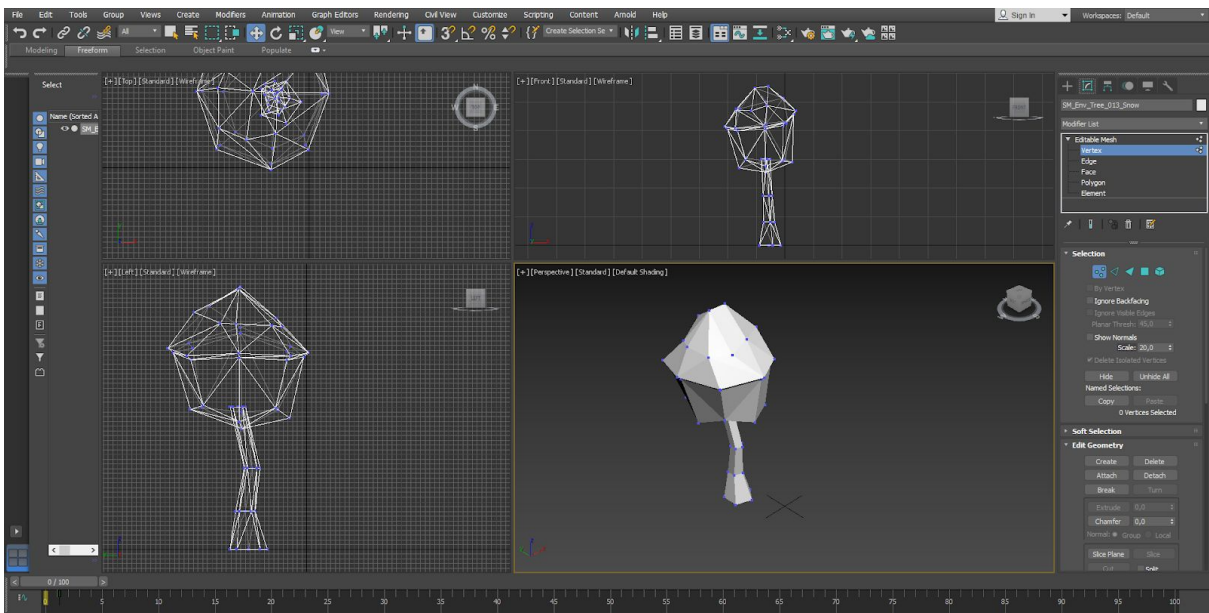 File Edit Tools Group Views Create Modifiers Animation Graph Editors Rendering Civil View Customize Scripting Content Arnold Help Sign In Workspaces: Default
All View Create Selection Se
Modeling Freeform Selection Object Paint Populate
Select
Name (Sorted A
SM_E
[+][Top][Standard][Wireframe]
[+][Front][Standard][Wireframe]
[+][Left][Standard][Wireframe]
[+][Perspective][Standard][Default Shading]
SM_Env_Tree_013_Snow
Modifier List
Editable Mesh
Vertex
Edge
Face
Polygon
Element
Selection
By Vertex
Ignore Backfacing
Ignore Visible Edges
Planar Thresh: 45,0
Show Normals
Scale: 20,0
Delete Isolated Vertices
Hide Unhide All
Named Selections:
Copy Paste
0 Vertices Selected
Soft Selection
Edit Geometry
Create Delete
Attach Detach
Break Turn
Extrude 0,0
Chamfer 0,0
Normal: Group Local
Slice Plane Slice
Cut Split
0 / 100
0 5 10 15 20 25 30 35 40 45 50 55 60 65 70 75 80 85 90 95 100